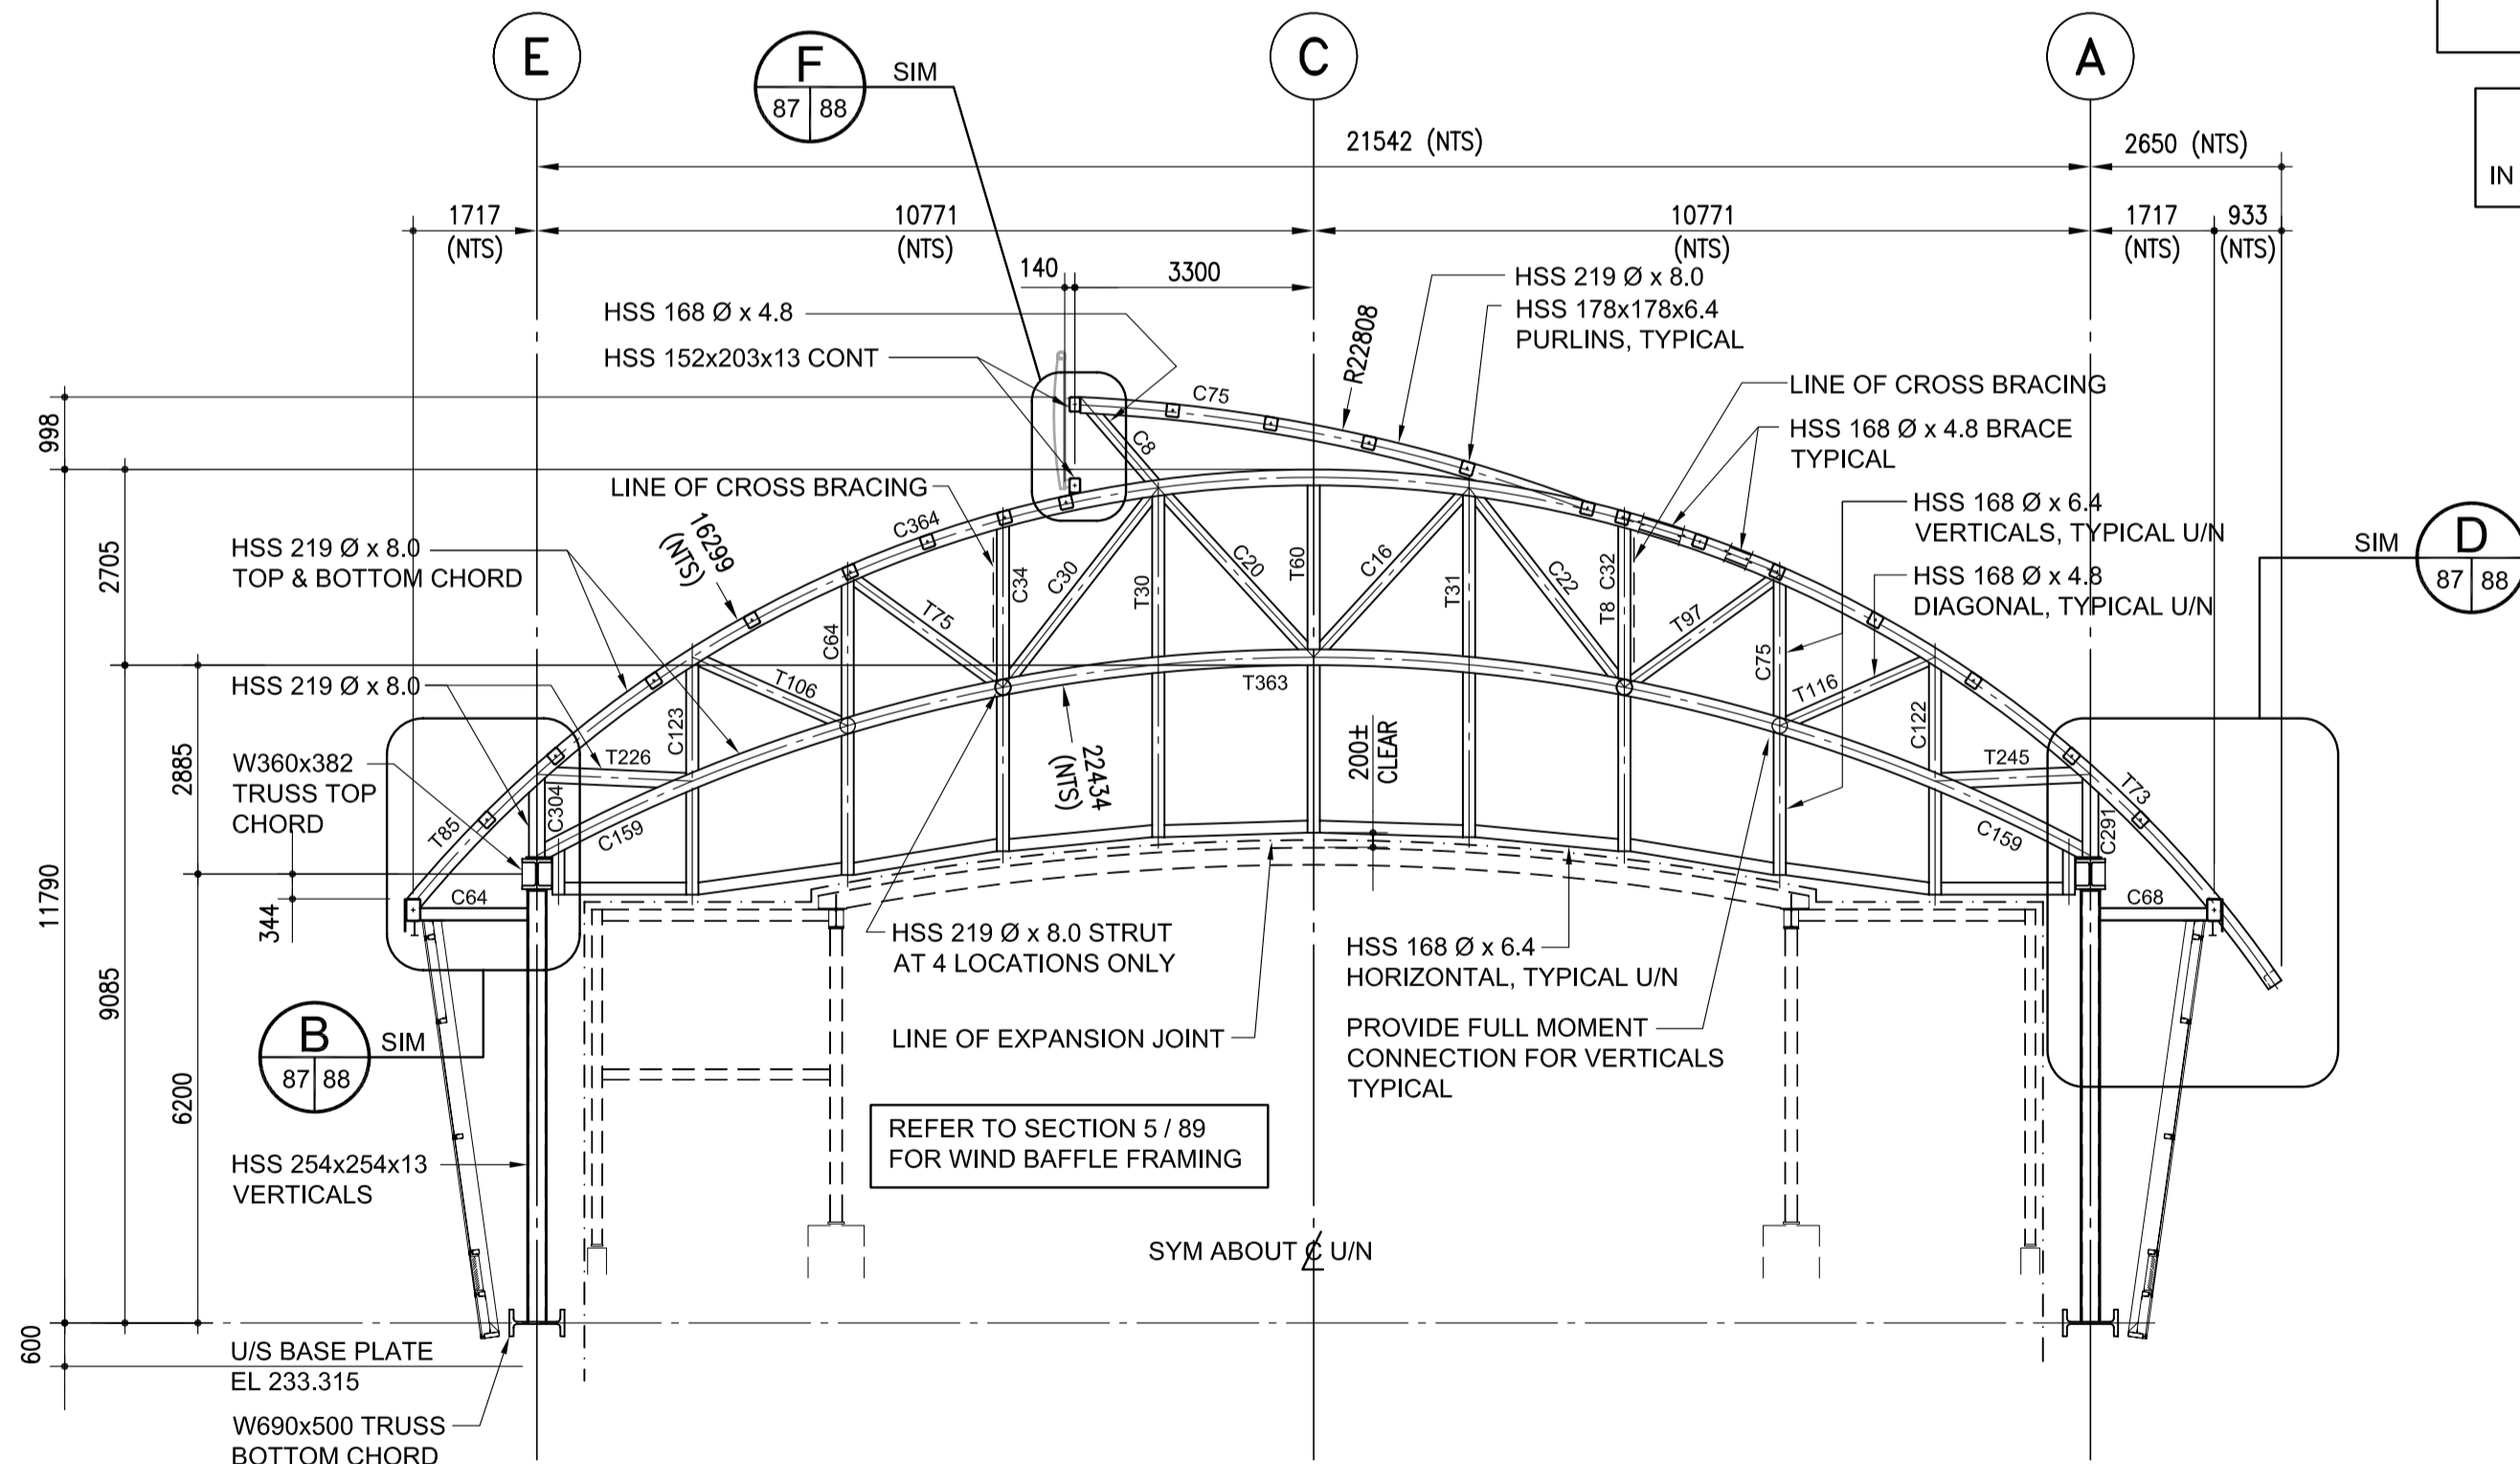 E
F
87 88
SIM
C
A
IN
21542 (NTS)
2650 (NTS)
1717
(NTS)
10771
(NTS)
10771
(NTS)
1717
(NTS)
933
(NTS)
140
3300
HSS 168 Ø x 4.8
HSS 152x203x13 CONT
HSS 219 Ø x 8.0
HSS 178x178x6.4
PURLINS, TYPICAL
R22808
LINE OF CROSS BRACING
HSS 168 Ø x 4.8 BRACE
TYPICAL
HSS 168 Ø x 6.4
VERTICALS, TYPICAL U/N
HSS 168 Ø x 4.8
DIAGONAL, TYPICAL U/N
SIM
D
87 88
998
C75
C8
LINE OF CROSS BRACING
C364
16299
(NTS)
HSS 219 Ø x 8.0
TOP & BOTTOM CHORD
2705
C34
C30
T30
C20
T60
C16
T31
C22
T8 C32
T97
C75
T116
C122
T245
T73
T75
C64
T106
C123
T226
C304
C159
T85
HSS 219 Ø x 8.0
W360x382
TRUSS TOP
CHORD
2885
T363
22434
(NTS)
200±
CLEAR
C159
C291
C64
C68
344
11790
9085
6200
600
HSS 219 Ø x 8.0 STRUT
AT 4 LOCATIONS ONLY
HSS 168 Ø x 6.4
HORIZONTAL, TYPICAL U/N
LINE OF EXPANSION JOINT
PROVIDE FULL MOMENT
CONNECTION FOR VERTICALS
TYPICAL
B
87 88
SIM
REFER TO SECTION 5 / 89
FOR WIND BAFFLE FRAMING
HSS 254x254x13
VERTICALS
SYM ABOUT ℄ U/N
U/S BASE PLATE
EL 233.315
W690x500 TRUSS
BOTTOM CHORD